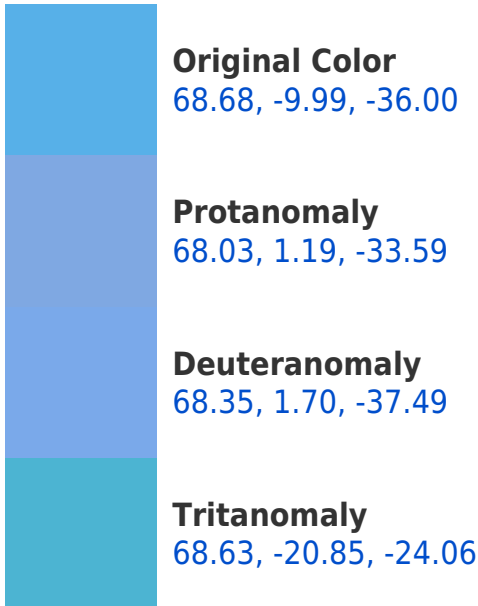 Original Color
68.68, -9.99, -36.00
Protanomaly
68.03, 1.19, -33.59
Deuteranomaly
68.35, 1.70, -37.49
Tritanomaly
68.63, -20.85, -24.06